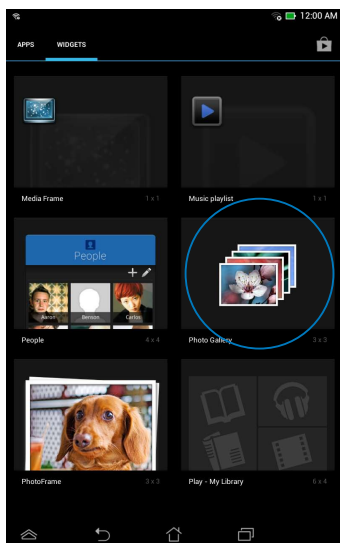 12:00 AM
APPS WIDGETS
Media Frame 1 x 1
Music playlist 1 x 1
People
Aaron Benson Carlos
People 4 x 4
Photo Gallery 3 x 3
PhotoFrame 3 x 3
Play - My Library 6 x 4